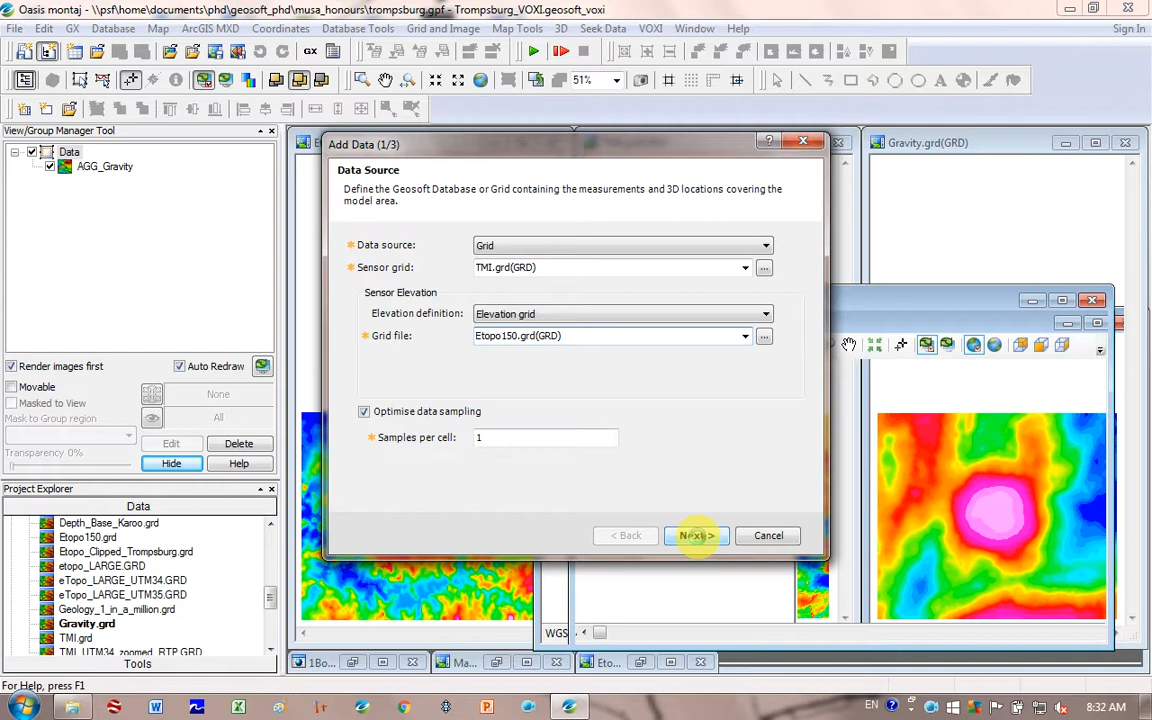 Oasis montaj - \\psf\home\documents\phd\geosoft_phd\musa_honours\trompsburg.gpf - Trompsburg_VOXI.geosoft_voxi
File Edit GX Database Map ArcGIS MXD Coordinates Database Tools Grid and Image Map Tools 3D Seek Data VOXI Window Help Sign In
GX
51%
View/Group Manager Tool
Data
AGG_Gravity
Render images first Auto Redraw
Movable None
Masked to View
Mask to Group region All
Edit Delete
Transparency 0%
Hide Help
Project Explorer
Data
Depth_Base_Karoo.grd
Etopo150.grd
Etopo_Clipped_Trompsburg.grd
etopo_LARGE.GRD
eTopo_LARGE_UTM34.GRD
eTopo_LARGE_UTM35.GRD
Geology_1_in_a_million.grd
Gravity.grd
TMI.grd
TMI_UTM34_zoomed_RTP.GRD
Tools
Add Data (1/3)
Data Source
Define the Geosoft Database or Grid containing the measurements and 3D locations covering the
model area.
Data source: Grid
Sensor grid: TMI.grd(GRD)
Sensor Elevation
Elevation definition: Elevation grid
Grid file: Etopo150.grd(GRD)
Optimise data sampling
Samples per cell: 1
< Back Next > Cancel
Gravity.grd(GRD)
WGS
1Bo... Ma... Eto...
For Help, press F1
EN 8:32 AM